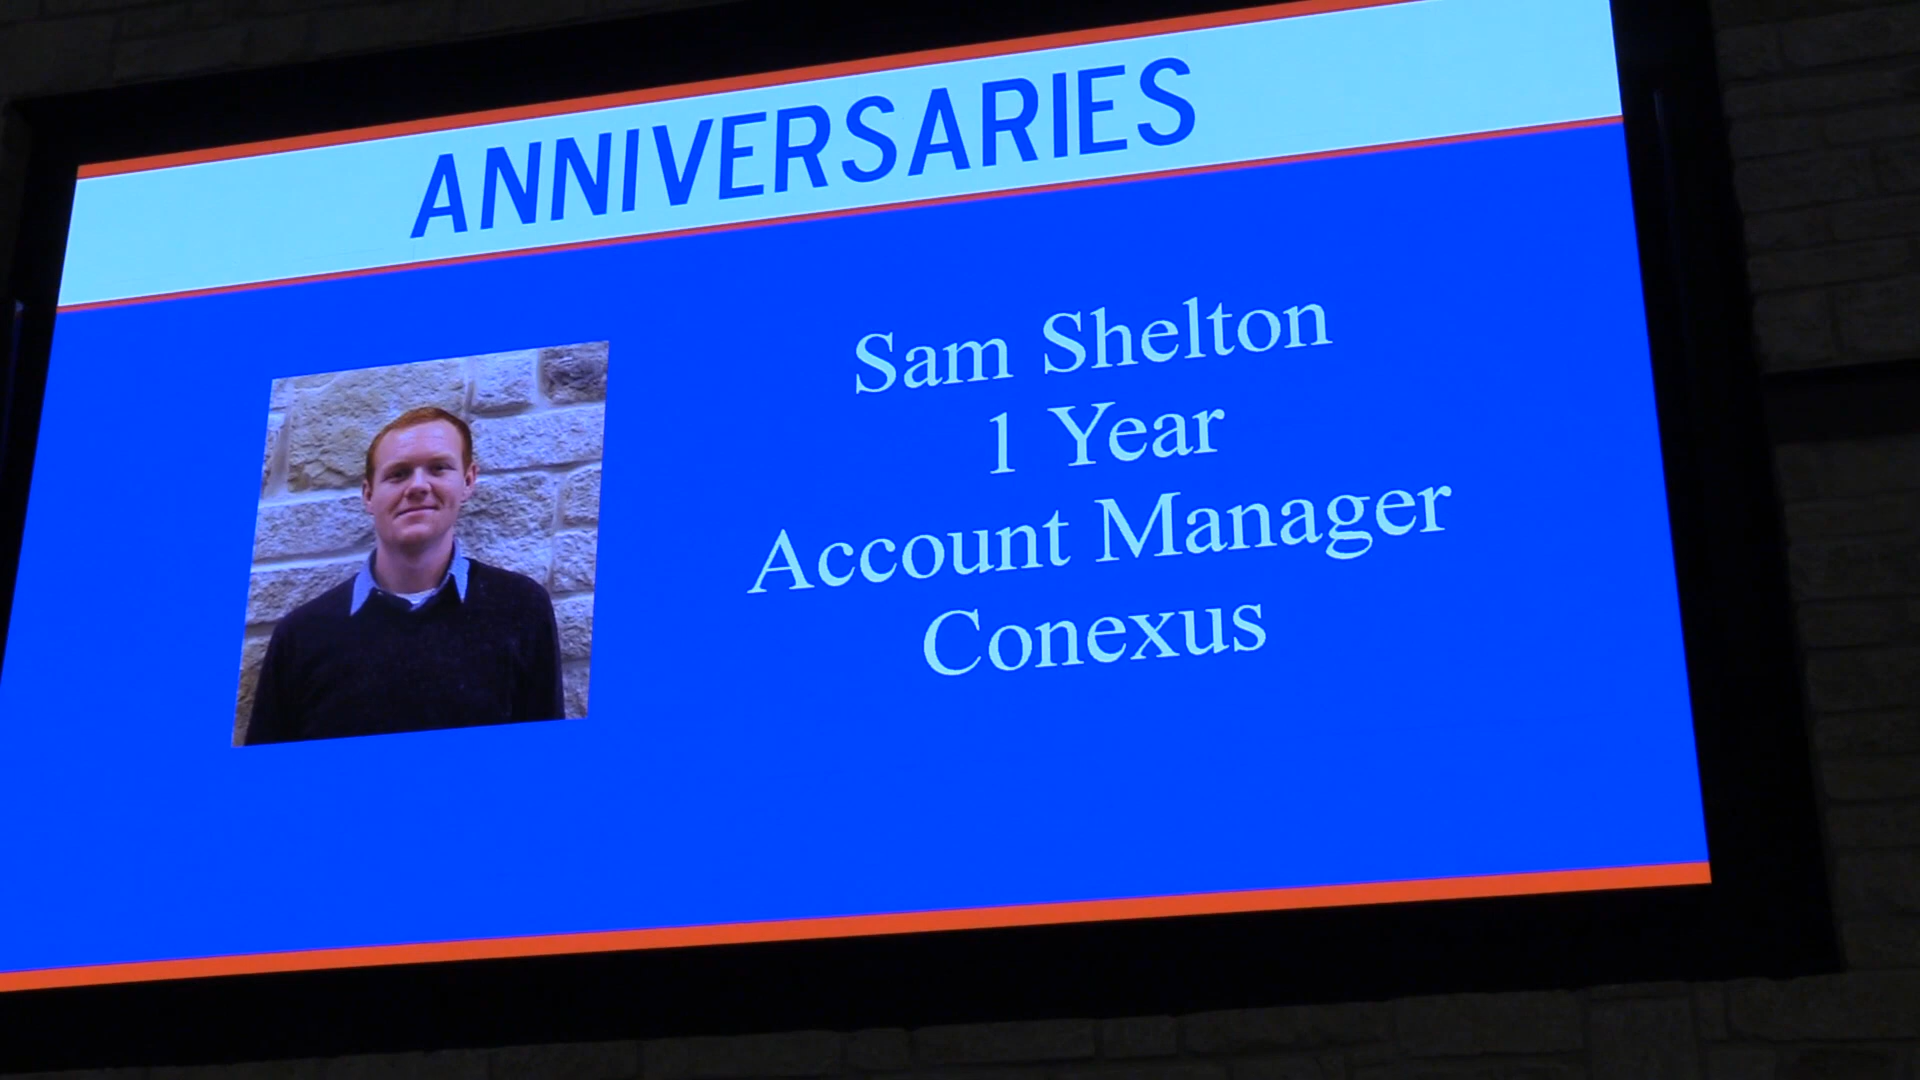 ANNIVERSARIES
Sam Shelton
1 Year
Account Manager
Conexus